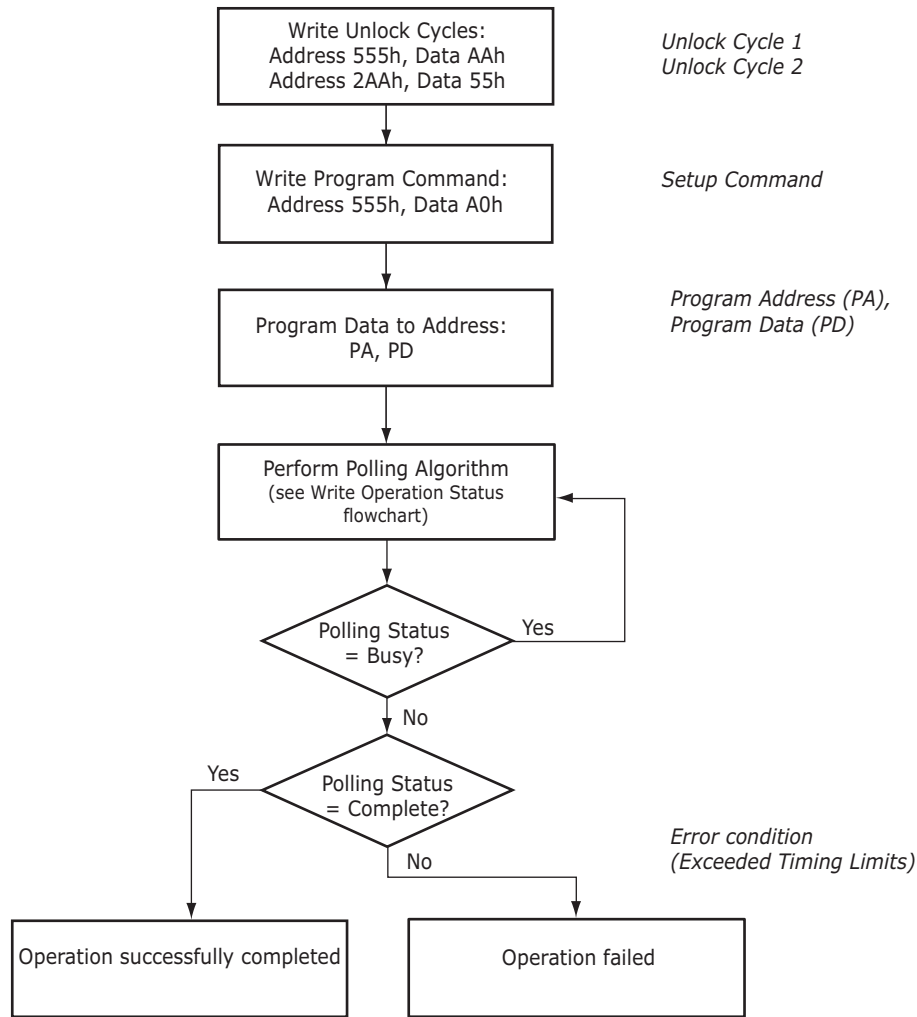 Write Unlock Cycles:
Address 555h, Data AAh
Address 2AAh, Data 55h
Unlock Cycle 1
Unlock Cycle 2
Write Program Command:
Address 555h, Data A0h
Setup Command
Program Data to Address:
PA, PD
Program Address (PA),
Program Data (PD)
Perform Polling Algorithm
(see Write Operation Status
flowchart)
Polling Status
= Busy?
Yes
No
Polling Status
= Complete?
Yes
No
Error condition
(Exceeded Timing Limits)
Operation successfully completed
Operation failed